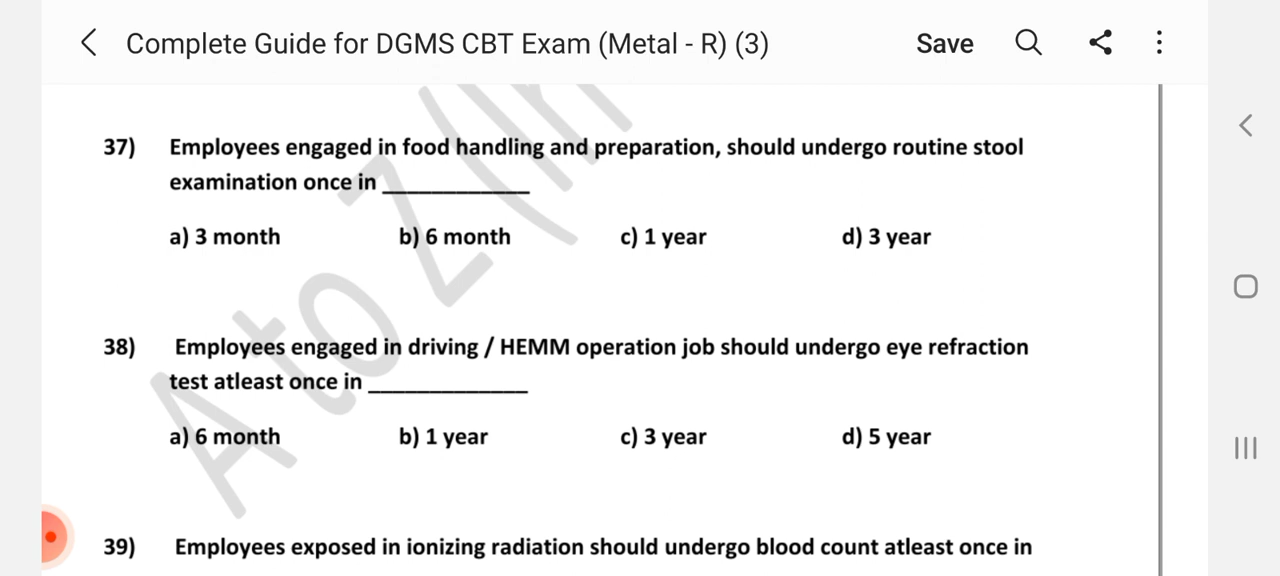 Complete Guide for DGMS CBT Exam (Metal - R) (3) Save
37) Employees engaged in food handling and preparation, should undergo routine stool
examination once in ____________
a) 3 month b) 6 month c) 1 year d) 3 year
38) Employees engaged in driving / HEMM operation job should undergo eye refraction
test atleast once in _____________
a) 6 month b) 1 year c) 3 year d) 5 year
39) Employees exposed in ionizing radiation should undergo blood count atleast once in
A to Z (In